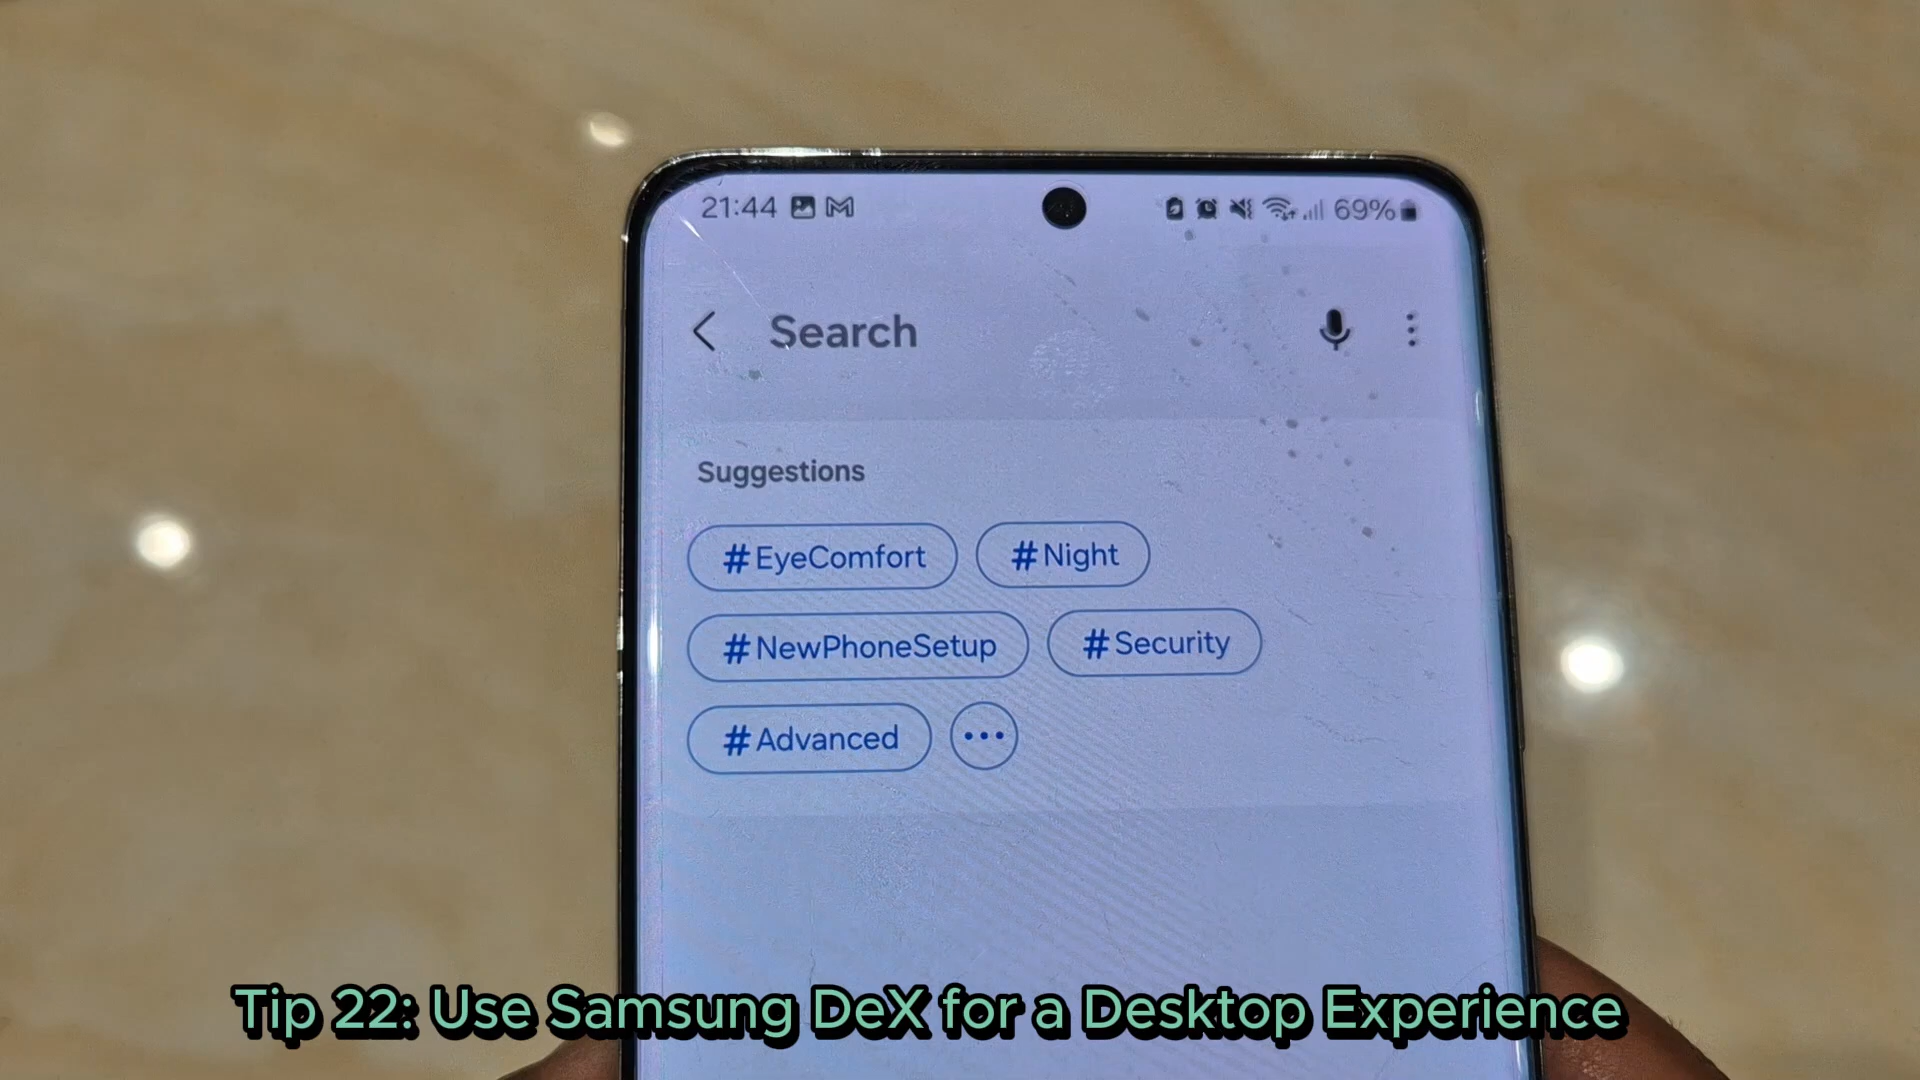 21:44 69%
Search
Suggestions
#EyeComfort #Night
#NewPhoneSetup #Security
#Advanced
Tip 22: Use Samsung DeX for a Desktop Experience